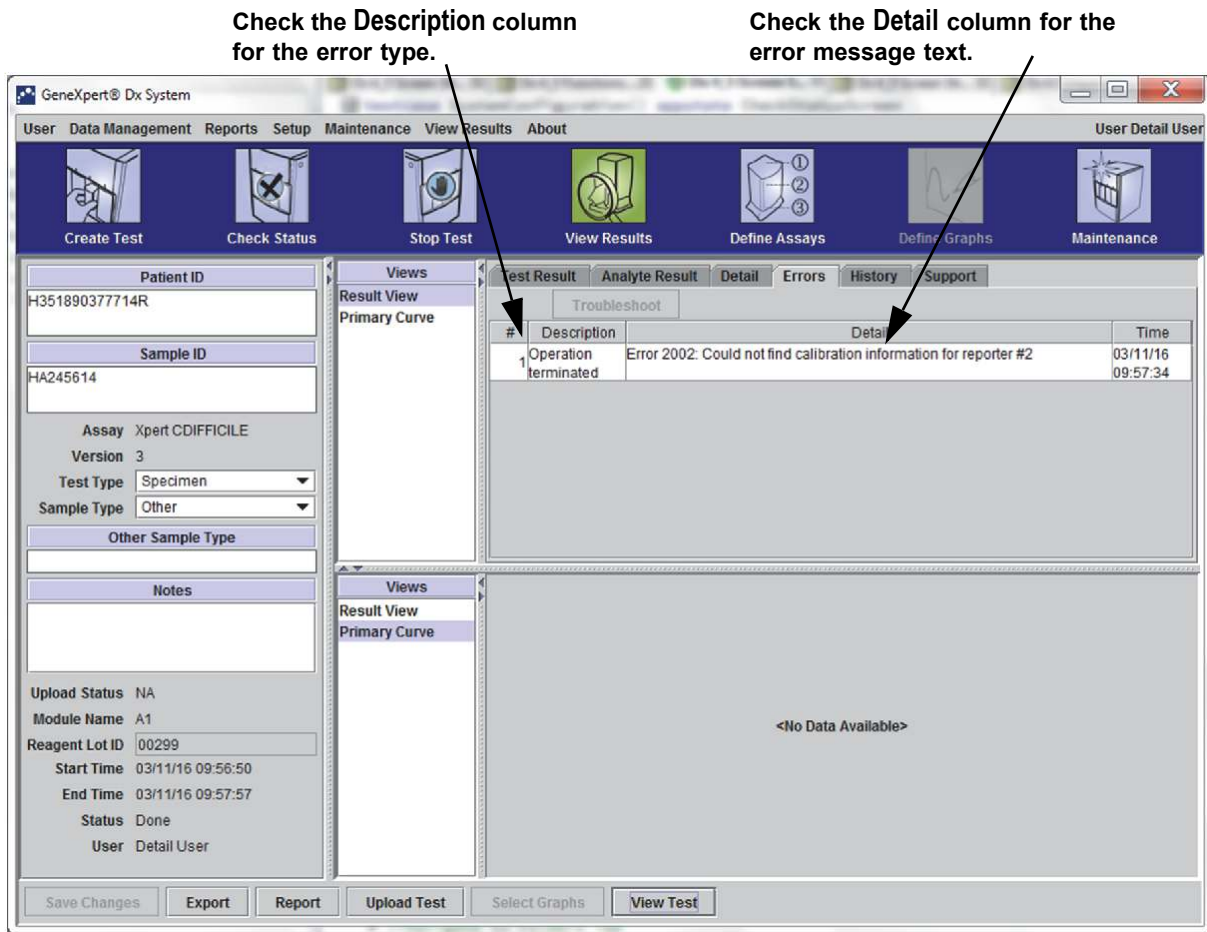 Check the Description column
for the error type.
Check the Detail column for the
error message text.
GeneXpert® Dx System
User Data Management Reports Setup Maintenance View Results About
User Detail User
Create Test
Check Status
Stop Test
View Results
Define Assays
Define Graphs
Maintenance
Patient ID
H351890377714R
Sample ID
HA245614
Assay Xpert CDIFFICILE
Version 3
Test Type Specimen
Sample Type Other
Other Sample Type
Notes
Upload Status NA
Module Name A1
Reagent Lot ID 00299
Start Time 03/11/16 09:56:50
End Time 03/11/16 09:57:57
Status Done
User Detail User
Views
Result View
Primary Curve
Test Result Analyte Result Detail Errors History Support
Troubleshoot
# Description Detail Time
1 Operation terminated Error 2002: Could not find calibration information for reporter #2 03/11/16 09:57:34
Views
Result View
Primary Curve
<No Data Available>
Save Changes Export Report Upload Test Select Graphs View Test